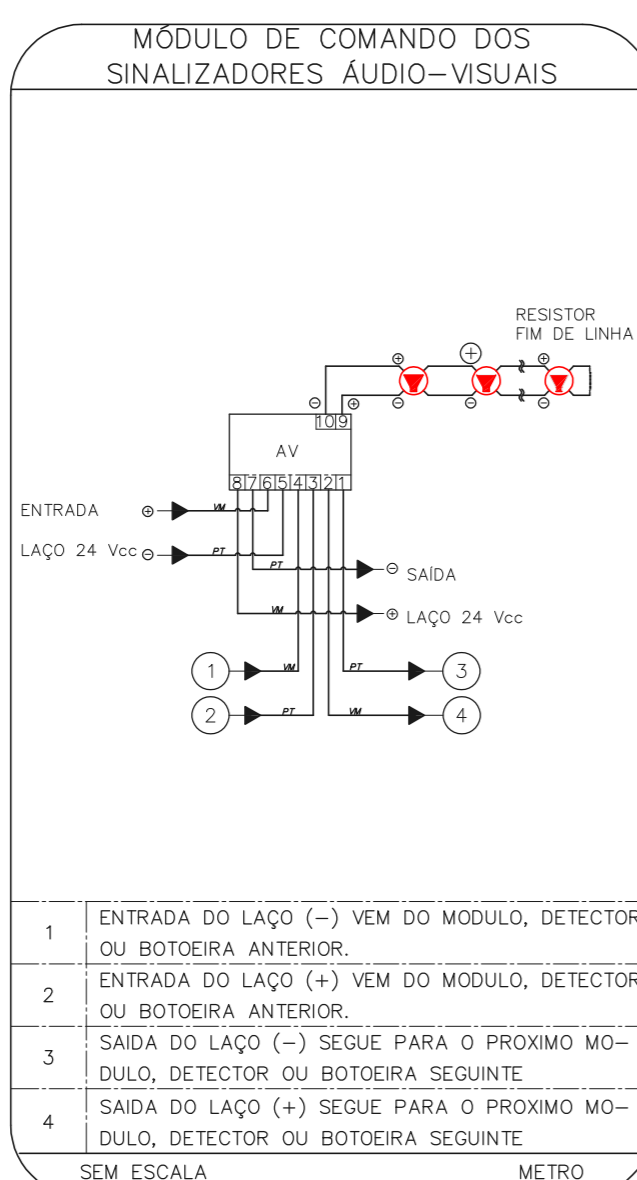 MÓDULO DE COMANDO DOS
SINALIZADORES ÁUDIO–VISUAIS
RESISTOR
FIM DE LINHA
⊕ ⊕ ⊕
⊖ ⊖ ⊖
⊖ ⊕
10 9
AV
8 7 6 5 4 3 2 1
ENTRADA ⊕ VM
LAÇO 24 Vcc ⊖ PT
PT ⊖ SAÍDA
VM ⊕ LAÇO 24 Vcc
1 VM PT 3
2 PT VM 4
1 ENTRADA DO LAÇO (–) VEM DO MODULO, DETECTOR
OU BOTOEIRA ANTERIOR.
2 ENTRADA DO LAÇO (+) VEM DO MODULO, DETECTOR
OU BOTOEIRA ANTERIOR.
3 SAIDA DO LAÇO (–) SEGUE PARA O PROXIMO MO–
DULO, DETECTOR OU BOTOEIRA SEGUINTE
4 SAIDA DO LAÇO (+) SEGUE PARA O PROXIMO MO–
DULO, DETECTOR OU BOTOEIRA SEGUINTE
SEM ESCALA METRO